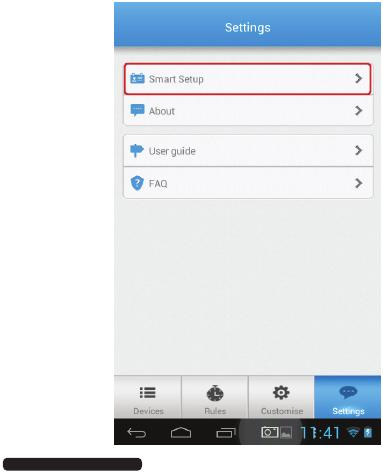 Settings
Smart Setup
About
User guide
FAQ
Devices
Rules
Customise
Settings
11:41